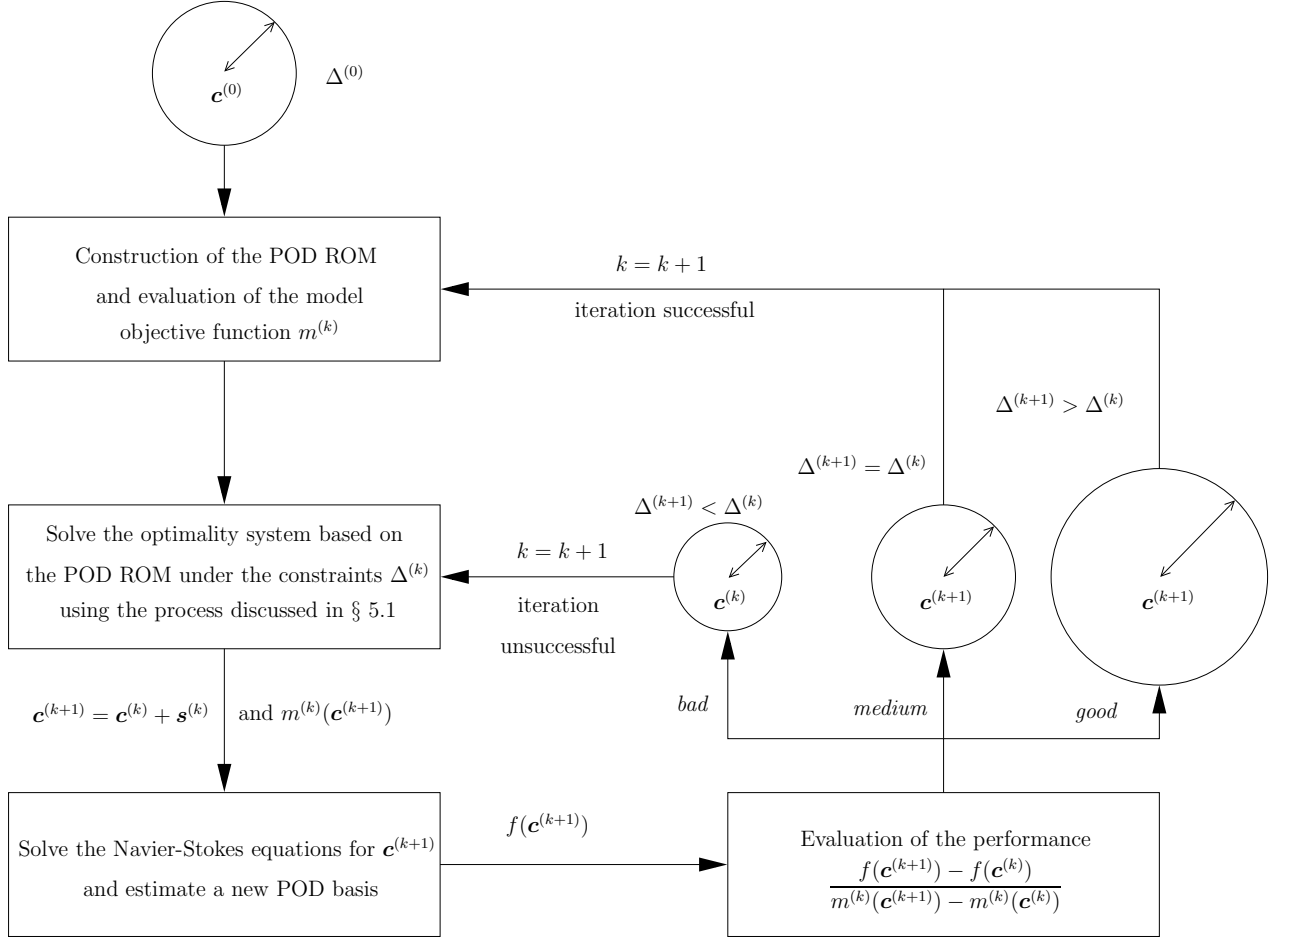 c^{(0)}
Δ^{(0)}
Construction of the POD ROM
and evaluation of the model
objective function m^{(k)}
k = k + 1
iteration successful
Δ^{(k+1)} > Δ^{(k)}
Δ^{(k+1)} = Δ^{(k)}
Δ^{(k+1)} < Δ^{(k)}
Solve the optimality system based on
the POD ROM under the constraints Δ^{(k)}
using the process discussed in § 5.1
k = k + 1
iteration
unsuccessful
c^{(k)}
c^{(k+1)}
c^{(k+1)}
c^{(k+1)} = c^{(k)} + s^{(k)}
and m^{(k)}(c^{(k+1)})
bad
medium
good
Solve the Navier-Stokes equations for c^{(k+1)}
and estimate a new POD basis
f(c^{(k+1)})
Evaluation of the performance
f(c^{(k+1)}) − f(c^{(k)})
m^{(k)}(c^{(k+1)}) − m^{(k)}(c^{(k)})